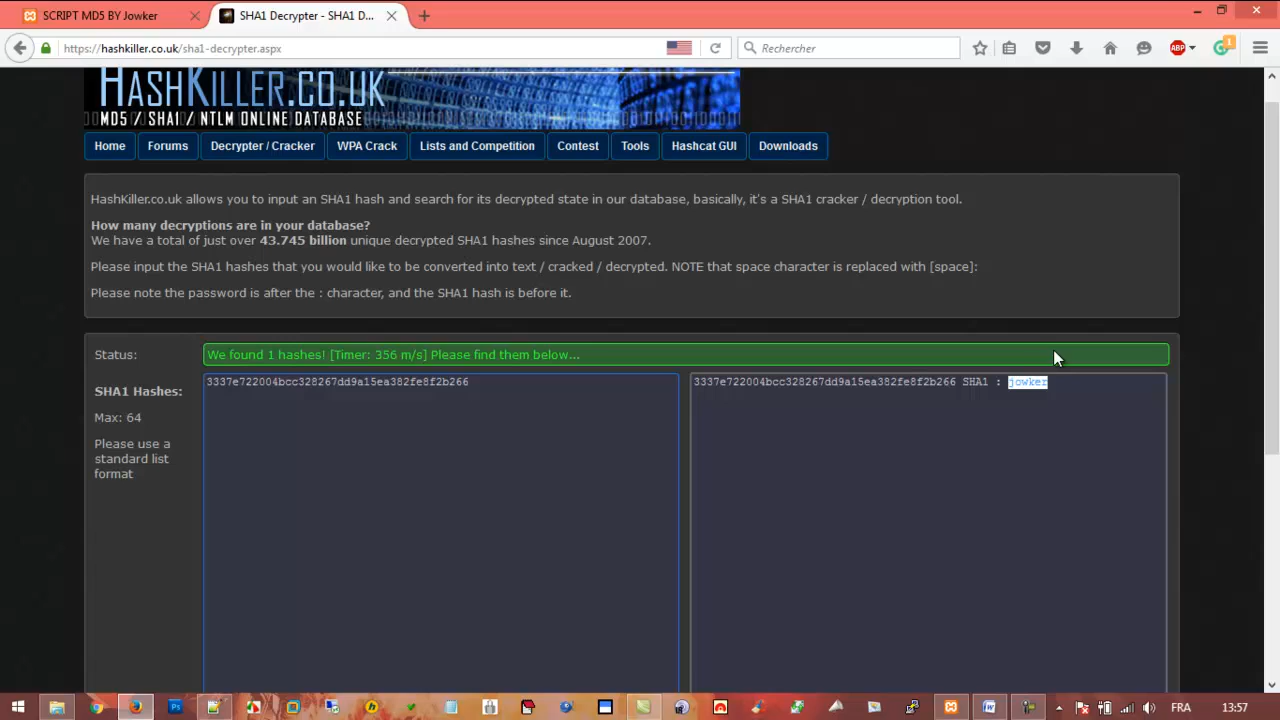 SCRIPT MD5 BY Jowker
SHA1 Decrypter - SHA1 D...
https://hashkiller.co.uk/sha1-decrypter.aspx
Rechercher
ABP
1
HASHKILLER.CO.UK
MD5 / SHA1 / NTLM ONLINE DATABASE
Home
Forums
Decrypter / Cracker
WPA Crack
Lists and Competition
Contest
Tools
Hashcat GUI
Downloads
HashKiller.co.uk allows you to input an SHA1 hash and search for its decrypted state in our database, basically, it's a SHA1 cracker / decryption tool.
How many decryptions are in your database?
We have a total of just over 43.745 billion unique decrypted SHA1 hashes since August 2007.
Please input the SHA1 hashes that you would like to be converted into text / cracked / decrypted. NOTE that space character is replaced with [space]:
Please note the password is after the : character, and the SHA1 hash is before it.
Status:
We found 1 hashes! [Timer: 356 m/s] Please find them below...
SHA1 Hashes:
Max: 64
Please use a
standard list
format
3337e722004bcc328267dd9a15ea382fe8f2b266
3337e722004bcc328267dd9a15ea382fe8f2b266 SHA1 : jowker
FRA
13:57